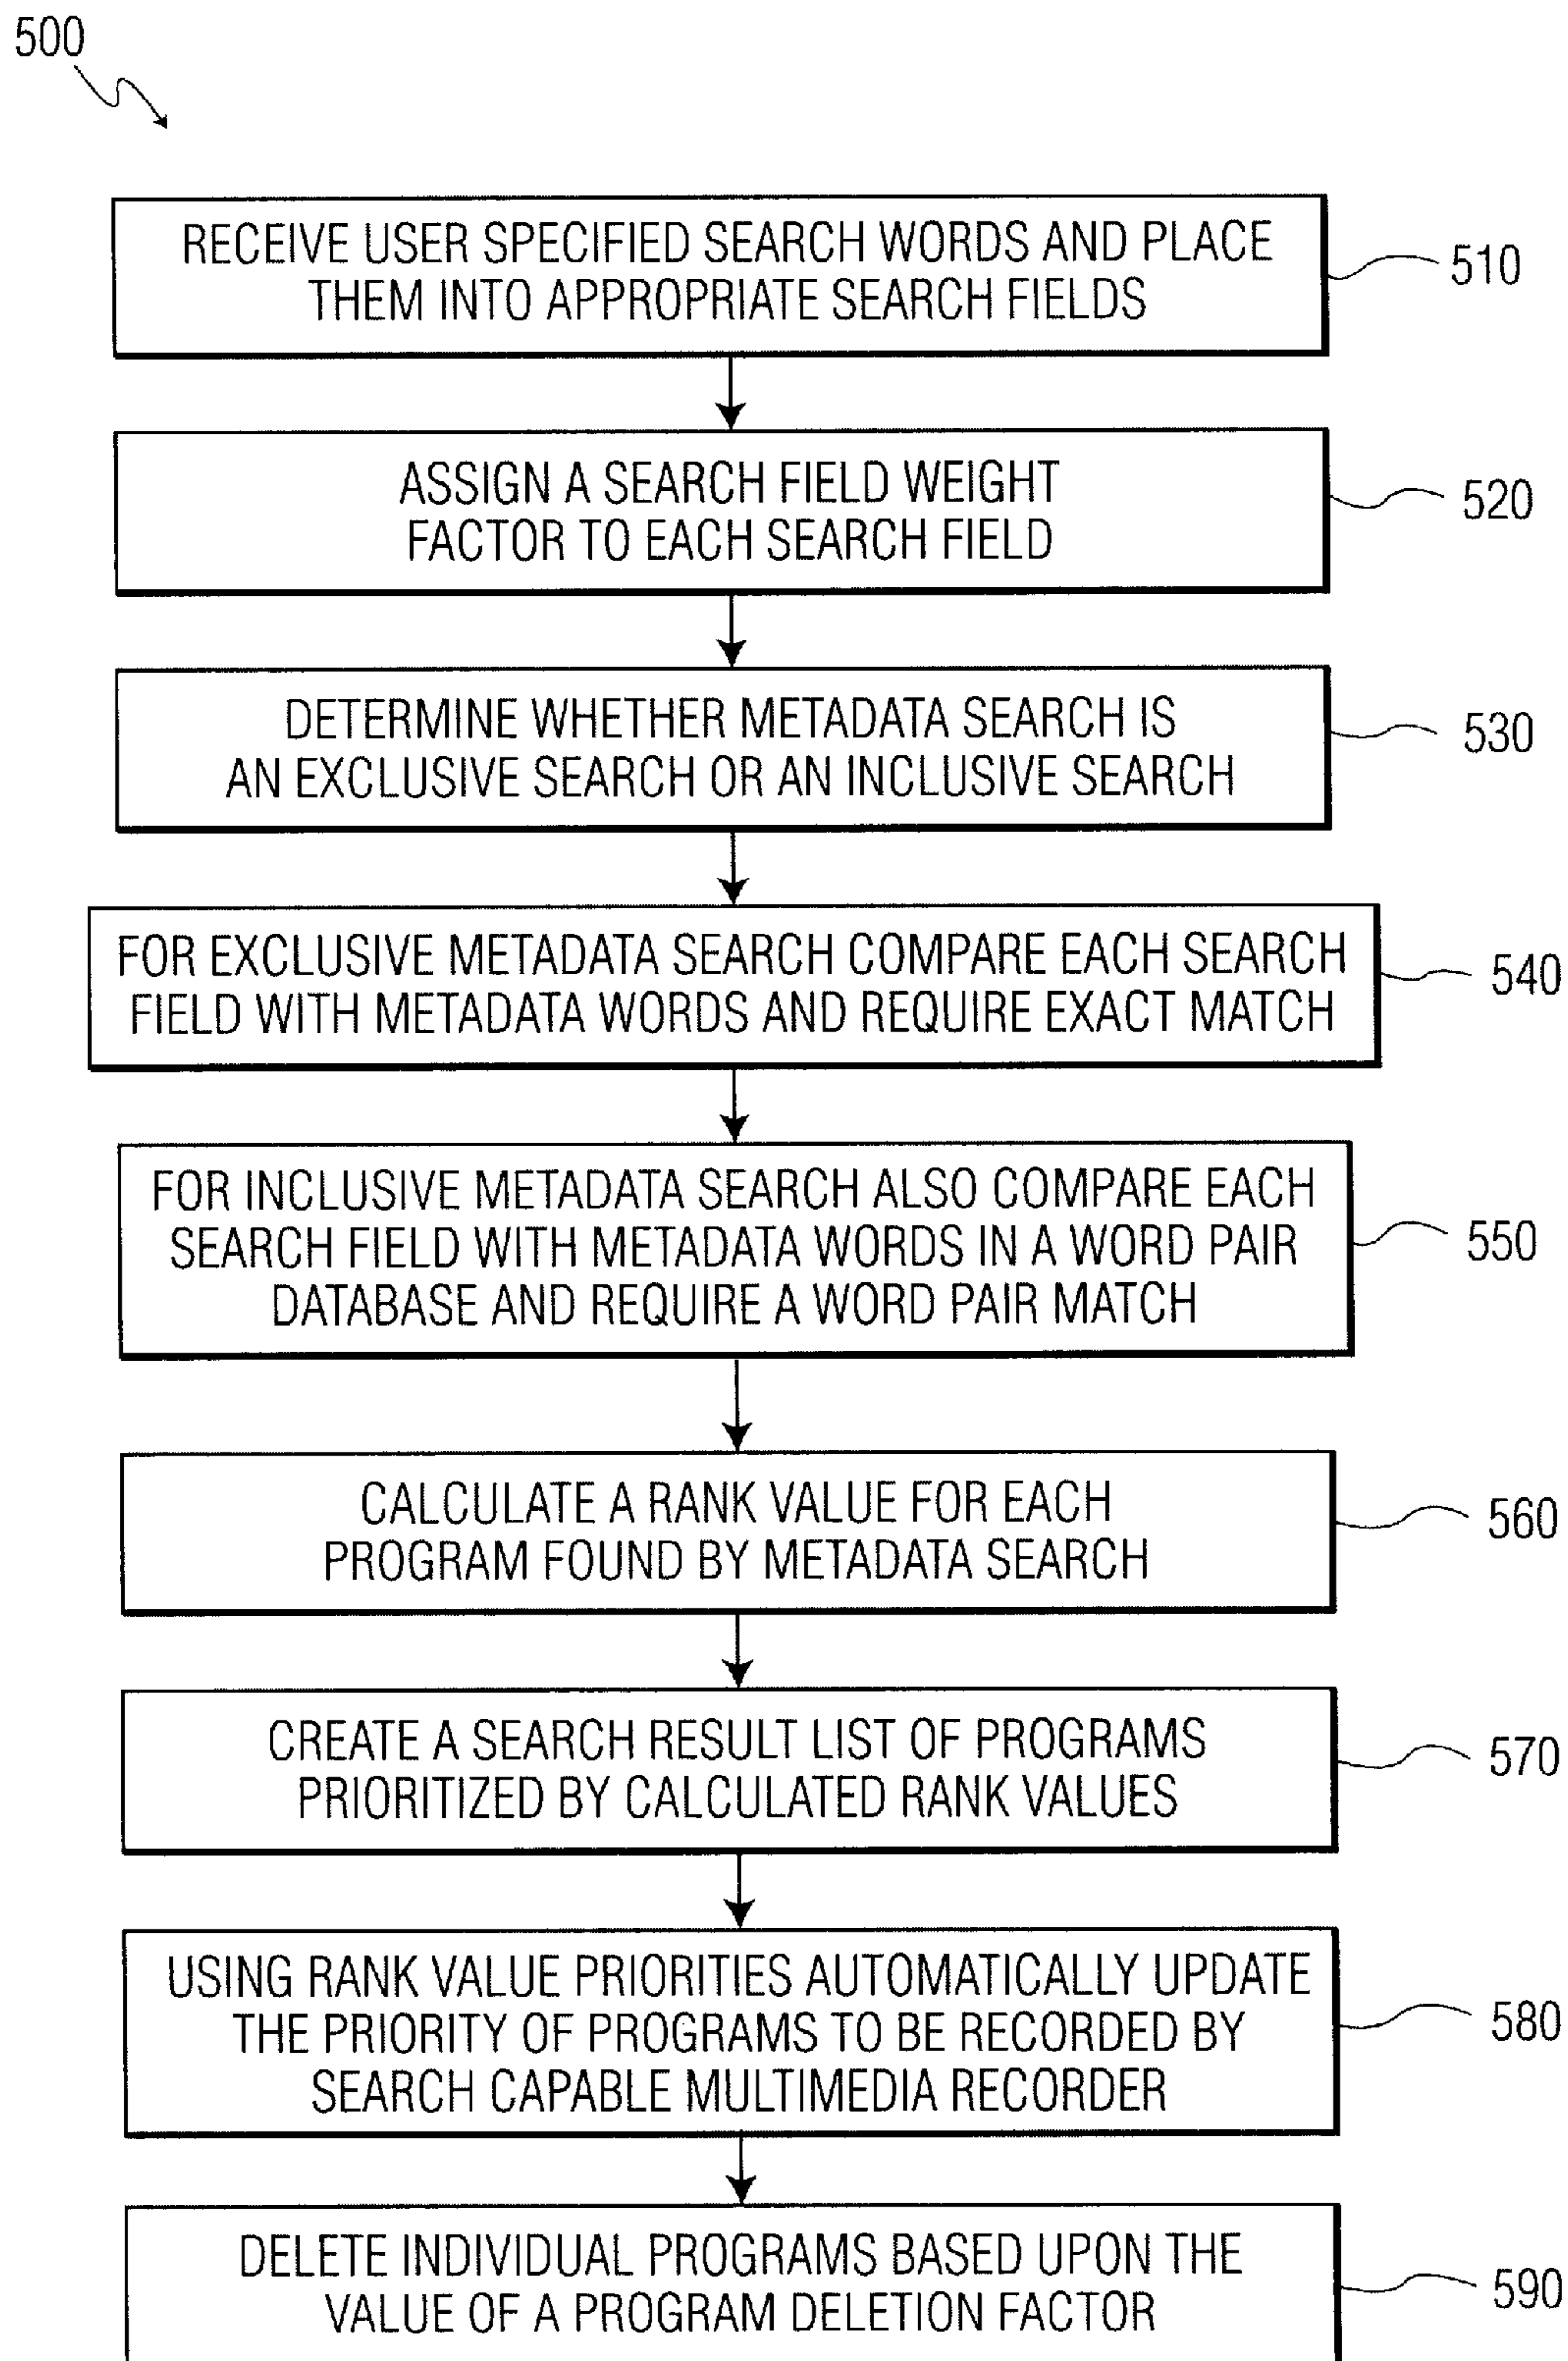 500
RECEIVE USER SPECIFIED SEARCH WORDS AND PLACE
THEM INTO APPROPRIATE SEARCH FIELDS
510
ASSIGN A SEARCH FIELD WEIGHT
FACTOR TO EACH SEARCH FIELD
520
DETERMINE WHETHER METADATA SEARCH IS
AN EXCLUSIVE SEARCH OR AN INCLUSIVE SEARCH
530
FOR EXCLUSIVE METADATA SEARCH COMPARE EACH SEARCH
FIELD WITH METADATA WORDS AND REQUIRE EXACT MATCH
540
FOR INCLUSIVE METADATA SEARCH ALSO COMPARE EACH
SEARCH FIELD WITH METADATA WORDS IN A WORD PAIR
DATABASE AND REQUIRE A WORD PAIR MATCH
550
CALCULATE A RANK VALUE FOR EACH
PROGRAM FOUND BY METADATA SEARCH
560
CREATE A SEARCH RESULT LIST OF PROGRAMS
PRIORITIZED BY CALCULATED RANK VALUES
570
USING RANK VALUE PRIORITIES AUTOMATICALLY UPDATE
THE PRIORITY OF PROGRAMS TO BE RECORDED BY
SEARCH CAPABLE MULTIMEDIA RECORDER
580
DELETE INDIVIDUAL PROGRAMS BASED UPON THE
VALUE OF A PROGRAM DELETION FACTOR
590